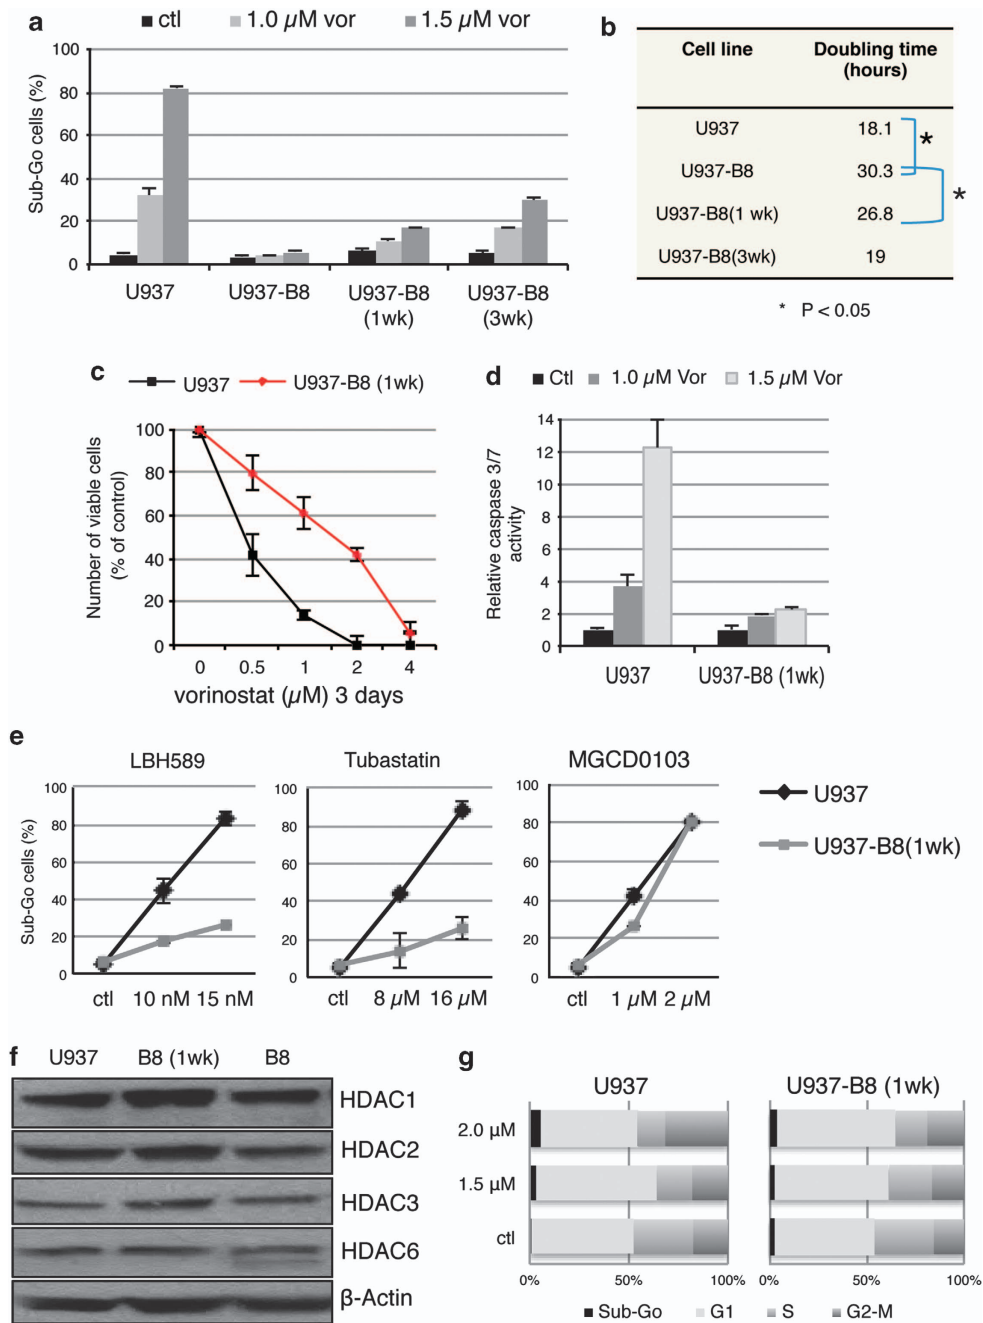 a
ctl 1.0 µM vor 1.5 µM vor
Sub-Go cells (%)
100
80
60
40
20
0
U937 U937-B8 U937-B8 U937-B8
(1wk) (3wk)
b
Cell line Doubling time
(hours)
U937 18.1
*
U937-B8 30.3
*
U937-B8(1 wk) 26.8
U937-B8(3wk) 19
* P < 0.05
c
U937 U937-B8 (1wk)
Number of viable cells
(% of control)
100
80
60
40
20
0
0 0.5 1 2 4
vorinostat (µM) 3 days
d
Ctl 1.0 µM Vor 1.5 µM Vor
Relative caspase 3/7
activity
14
12
10
8
6
4
2
0
U937 U937-B8 (1wk)
e
LBH589
Sub-Go cells (%)
100
80
60
40
20
0
ctl 10 nM 15 nM
Tubastatin
100
80
60
40
20
0
ctl 8 µM 16 µM
MGCD0103
100
80
60
40
20
0
ctl 1 µM 2 µM
U937
U937-B8(1wk)
f
U937 B8 (1wk) B8
HDAC1
HDAC2
HDAC3
HDAC6
β-Actin
g
U937 U937-B8 (1wk)
2.0 µM
1.5 µM
ctl
0% 50% 100% 0% 50% 100%
Sub-Go G1 S G2-M